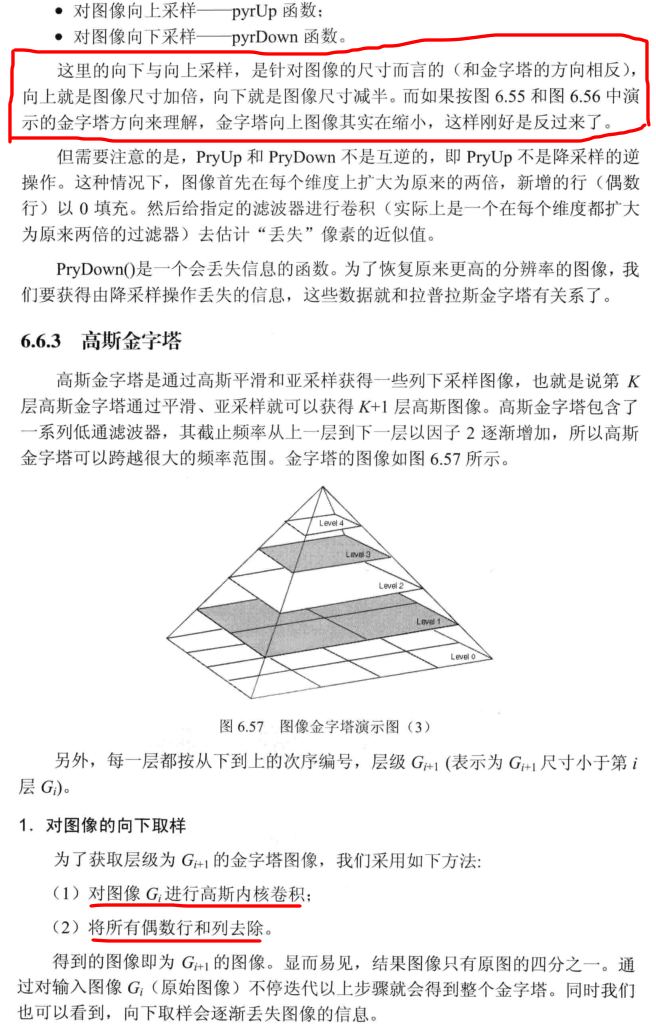 • 对图像向上采样——pyrUp 函数；
• 对图像向下采样——pyrDown 函数。
这里的向下与向上采样，是针对图像的尺寸而言的（和金字塔的方向相反），
向上就是图像尺寸加倍，向下就是图像尺寸减半。而如果按图 6.55 和图 6.56 中演
示的金字塔方向来理解，金字塔向上图像其实在缩小，这样刚好是反过来了。
但需要注意的是，PryUp 和 PryDown 不是互逆的，即 PryUp 不是降采样的逆
操作。这种情况下，图像首先在每个维度上扩大为原来的两倍，新增的行（偶数
行）以 0 填充。然后给指定的滤波器进行卷积（实际上是一个在每个维度都扩大
为原来两倍的过滤器）去估计“丢失”像素的近似值。
PryDown()是一个会丢失信息的函数。为了恢复原来更高的分辨率的图像，我
们要获得由降采样操作丢失的信息，这些数据就和拉普拉斯金字塔有关系了。
6.6.3 高斯金字塔
高斯金字塔是通过高斯平滑和亚采样获得一些列下采样图像，也就是说第 K
层高斯金字塔通过平滑、亚采样就可以获得 K+1 层高斯图像。高斯金字塔包含了
一系列低通滤波器，其截止频率从上一层到下一层以因子 2 逐渐增加，所以高斯
金字塔可以跨越很大的频率范围。金字塔的图像如图 6.57 所示。
Level 4
Level 3
Level 2
Level 1
Level 0
图 6.57 图像金字塔演示图（3）
另外，每一层都按从下到上的次序编号，层级 Gi+1 (表示为 Gi+1 尺寸小于第 i
层 Gi)。
1．对图像的向下取样
为了获取层级为 Gi+1 的金字塔图像，我们采用如下方法:
（1）对图像 Gi 进行高斯内核卷积；
（2）将所有偶数行和列去除。
得到的图像即为 Gi+1 的图像。显而易见，结果图像只有原图的四分之一。通
过对输入图像 Gi（原始图像）不停迭代以上步骤就会得到整个金字塔。同时我们
也可以看到，向下取样会逐渐丢失图像的信息。